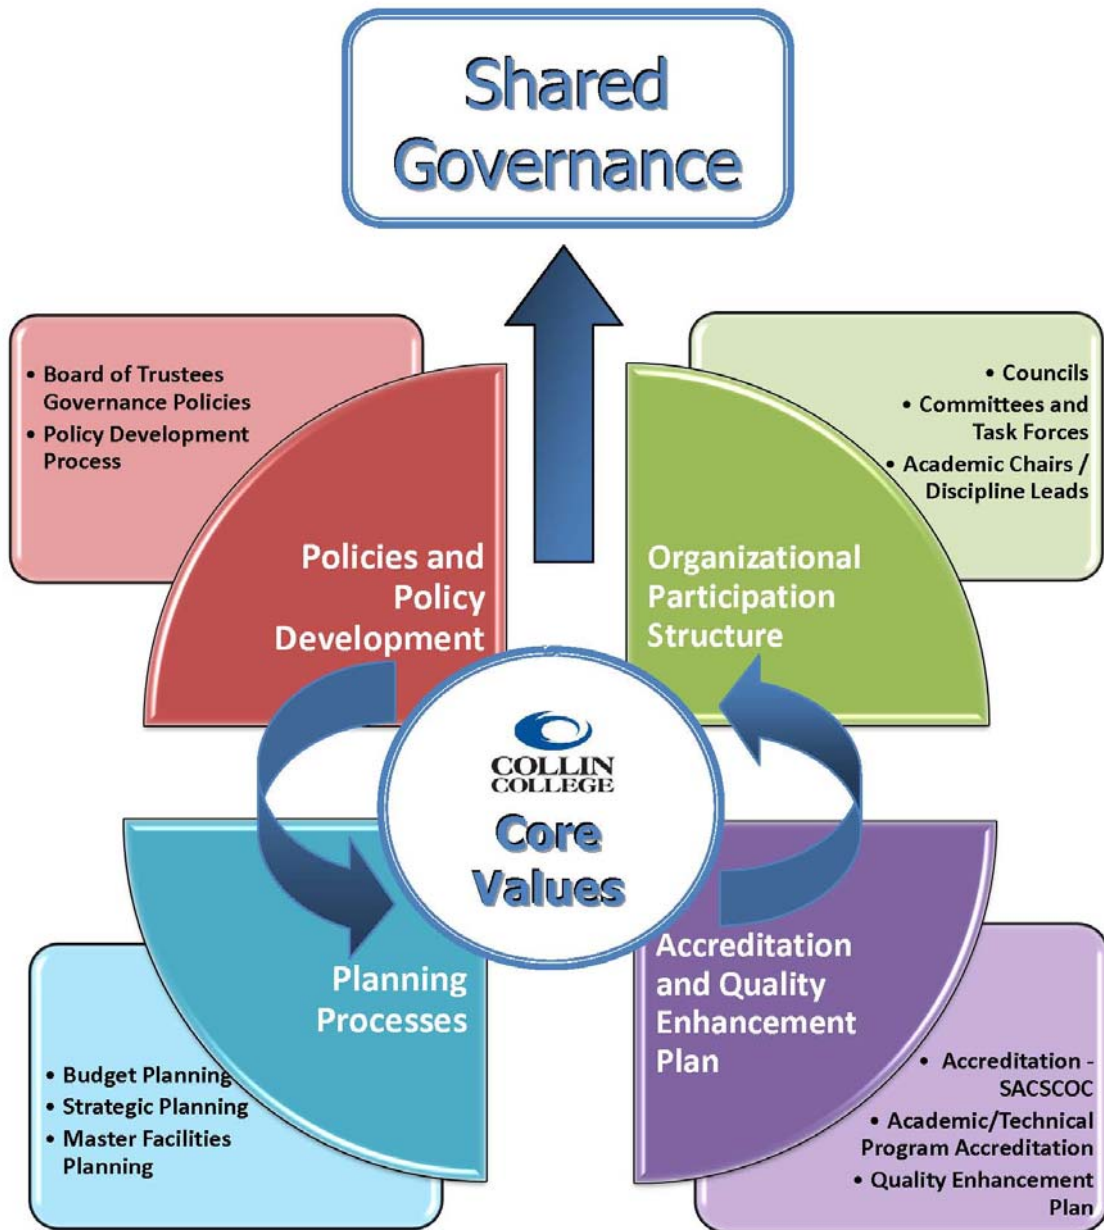 Shared
Governance
• Board of Trustees
Governance Policies
• Policy Development
Process
• Councils
• Committees and
Task Forces
• Academic Chairs /
Discipline Leads
Policies and
Policy
Development
Organizational
Participation
Structure
COLLIN
COLLEGE
Core
Values
Planning
Processes
Accreditation
and Quality
Enhancement
Plan
• Budget Planning
• Strategic Planning
• Master Facilities
Planning
• Accreditation -
SACSCOC
• Academic/Technical
Program Accreditation
• Quality Enhancement
Plan